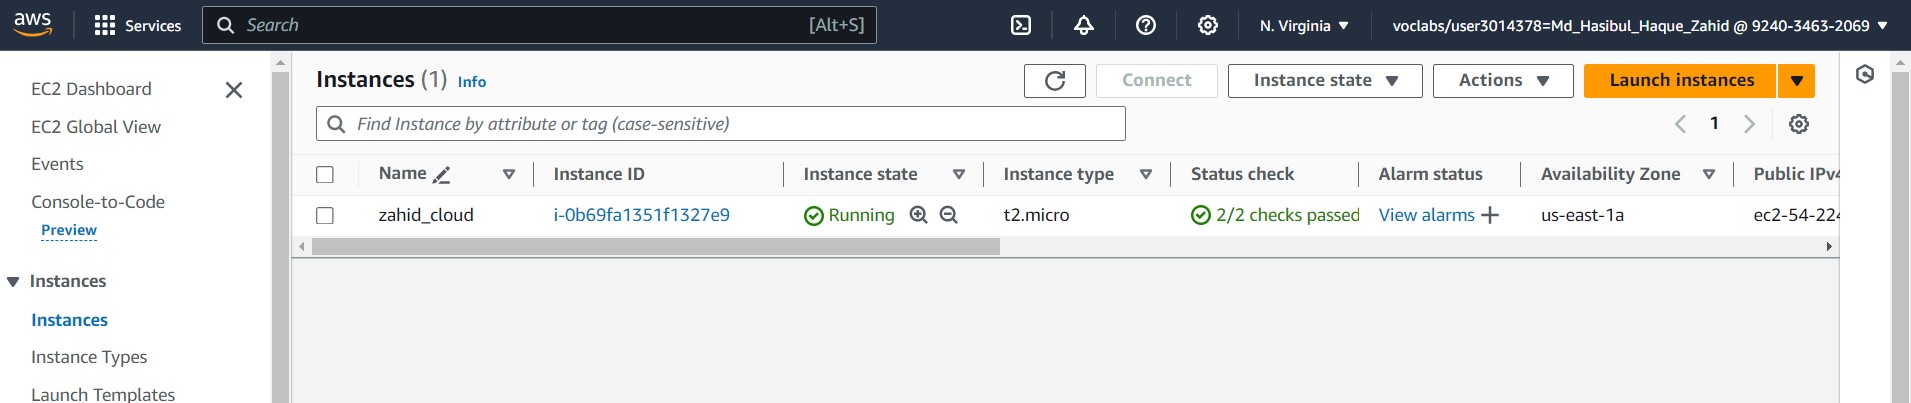 aws Services Search [Alt+S] N. Virginia voclabs/user3014378=Md_Hasibul_Haque_Zahid @ 9240-3463-2069
EC2 Dashboard
EC2 Global View
Events
Console-to-Code
Preview
Instances
Instances
Instance Types
Launch Templates
Instances (1) Info Connect Instance state Actions Launch instances
Find Instance by attribute or tag (case-sensitive) 1
Name Instance ID Instance state Instance type Status check Alarm status Availability Zone Public IPv4
zahid_cloud i-0b69fa1351f1327e9 Running t2.micro 2/2 checks passed View alarms us-east-1a ec2-54-224